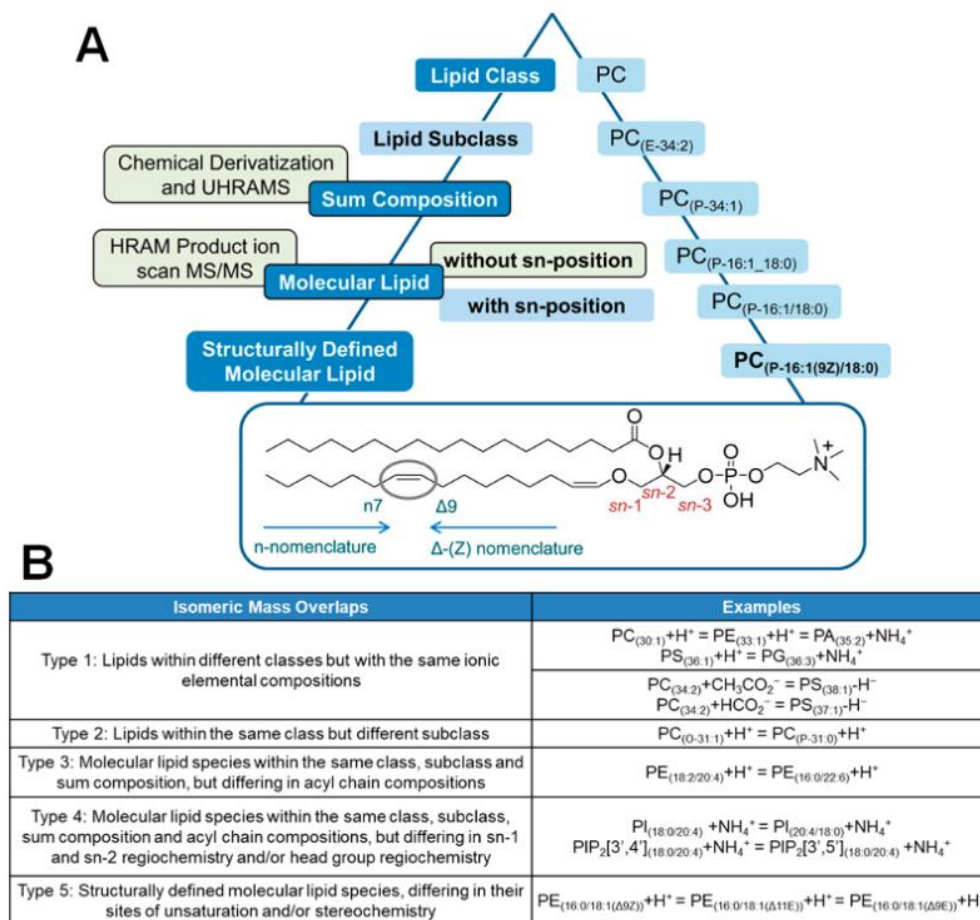 A
Lipid Class
PC
Lipid Subclass
PC(E-34:2)
Chemical Derivatization
and UHRAMS
Sum Composition
PC(P-34:1)
HRAM Product ion
scan MS/MS
without sn-position
PC(P-16:1_18:0)
Molecular Lipid
with sn-position
PC(P-16:1/18:0)
Structurally Defined
Molecular Lipid
PC(P-16:1(9Z)/18:0)
O
O H
O
O O P O N+
OH
sn-1 sn-2 sn-3
n7 Δ9
n-nomenclature
Δ-(Z) nomenclature
B
Isomeric Mass Overlaps
Examples
Type 1: Lipids within different classes but with the same ionic
elemental compositions
PC(30:1)+H⁺ = PE(33:1)+H⁺ = PA(35:2)+NH₄⁺
PS(36:1)+H⁺ = PG(36:3)+NH₄⁺
PC(34:2)+CH₃CO₂⁻ = PS(38:1)-H⁻
PC(34:2)+HCO₂⁻ = PS(37:1)-H⁻
Type 2: Lipids within the same class but different subclass
PC(O-31:1)+H⁺ = PC(P-31:0)+H⁺
Type 3: Molecular lipid species within the same class, subclass and
sum composition, but differing in acyl chain compositions
PE(18:2/20:4)+H⁺ = PE(16:0/22:6)+H⁺
Type 4: Molecular lipid species within the same class, subclass,
sum composition and acyl chain compositions, but differing in sn-1
and sn-2 regiochemistry and/or head group regiochemistry
PI(18:0/20:4) +NH₄⁺ = PI(20:4/18:0)+NH₄⁺
PIP₂[3',4'](18:0/20:4)+NH₄⁺ = PIP₂[3',5'](18:0/20:4) +NH₄⁺
Type 5: Structurally defined molecular lipid species, differing in their
sites of unsaturation and/or stereochemistry
PE(16:0/18:1(Δ9Z))+H⁺ = PE(16:0/18:1(Δ11E))+H⁺ = PE(16:0/18:1(Δ9E))+H